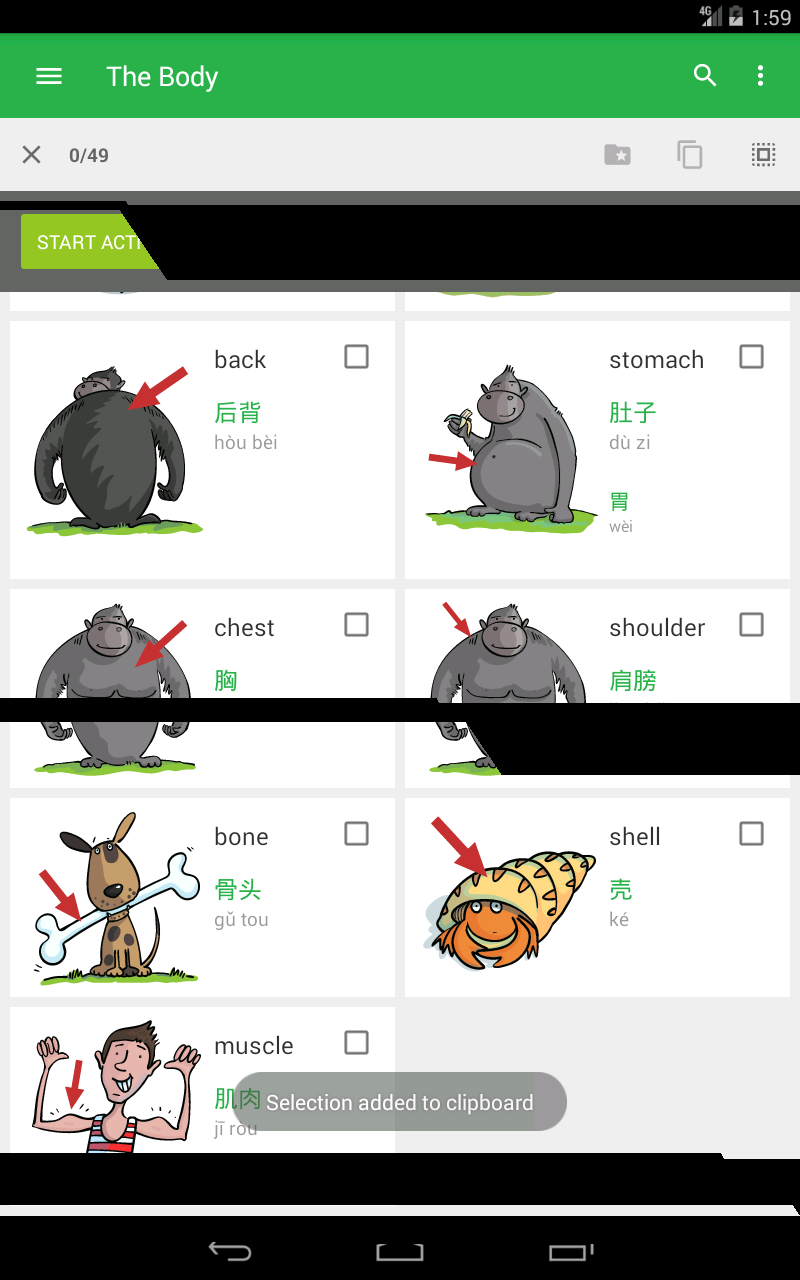 4G 1:59
The Body
0/49
START
back
后背
hòu bèi
stomach
肚子
dù zi
胃
wèi
chest
胸
shoulder
肩膀
bone
骨头
gǔ tou
shell
壳
ké
muscle
肌肉
jī ròu
Selection added to clipboard